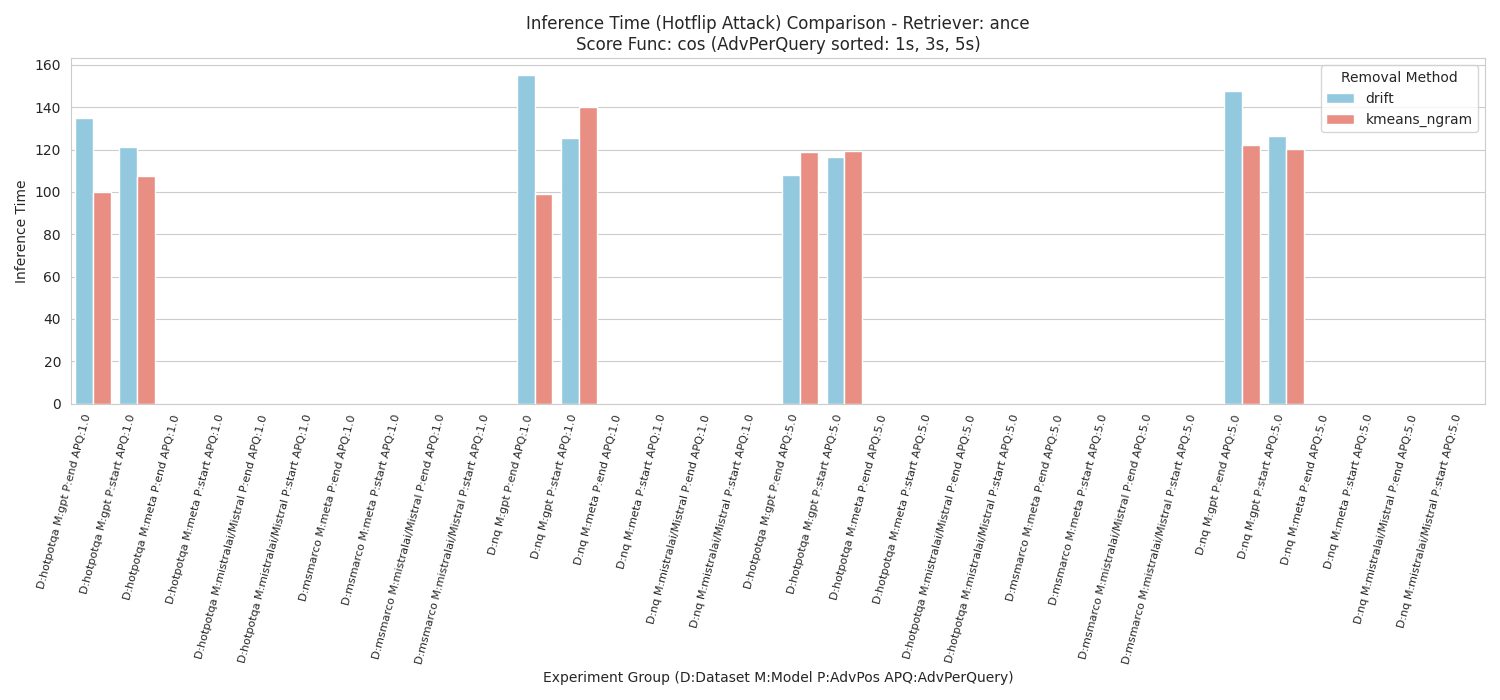 Inference Time (Hotflip Attack) Comparison - Retriever: ance
Score Func: cos (AdvPerQuery sorted: 1s, 3s, 5s)
Removal Method
drift
kmeans_ngram
Inference Time
160
140
120
100
80
60
40
20
0
D:hotpotqa M:gpt P:end APQ:1.0
D:hotpotqa M:gpt P:start APQ:1.0
D:hotpotqa M:meta P:end APQ:1.0
D:hotpotqa M:meta P:start APQ:1.0
D:hotpotqa M:mistralai/Mistral P:end APQ:1.0
D:hotpotqa M:mistralai/Mistral P:start APQ:1.0
D:msmarco M:meta P:end APQ:1.0
D:msmarco M:meta P:start APQ:1.0
D:msmarco M:mistralai/Mistral P:end APQ:1.0
D:msmarco M:mistralai/Mistral P:start APQ:1.0
D:nq M:gpt P:end APQ:1.0
D:nq M:gpt P:start APQ:1.0
D:nq M:meta P:end APQ:1.0
D:nq M:meta P:start APQ:1.0
D:nq M:mistralai/Mistral P:end APQ:1.0
D:nq M:mistralai/Mistral P:start APQ:1.0
D:hotpotqa M:gpt P:end APQ:5.0
D:hotpotqa M:gpt P:start APQ:5.0
D:hotpotqa M:meta P:end APQ:5.0
D:hotpotqa M:meta P:start APQ:5.0
D:hotpotqa M:mistralai/Mistral P:end APQ:5.0
D:hotpotqa M:mistralai/Mistral P:start APQ:5.0
D:msmarco M:meta P:end APQ:5.0
D:msmarco M:meta P:start APQ:5.0
D:msmarco M:mistralai/Mistral P:end APQ:5.0
D:msmarco M:mistralai/Mistral P:start APQ:5.0
D:nq M:gpt P:end APQ:5.0
D:nq M:gpt P:start APQ:5.0
D:nq M:meta P:end APQ:5.0
D:nq M:meta P:start APQ:5.0
D:nq M:mistralai/Mistral P:end APQ:5.0
D:nq M:mistralai/Mistral P:start APQ:5.0
Experiment Group (D:Dataset M:Model P:AdvPos APQ:AdvPerQuery)